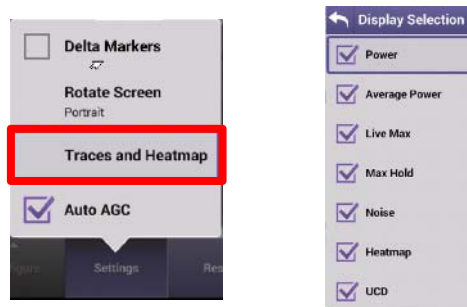 Delta Markers
Rotate Screen
Portrait
Traces and Heatmap
Auto AGC
Settings
Display Selection
Power
Average Power
Live Max
Max Hold
Noise
Heatmap
UCD